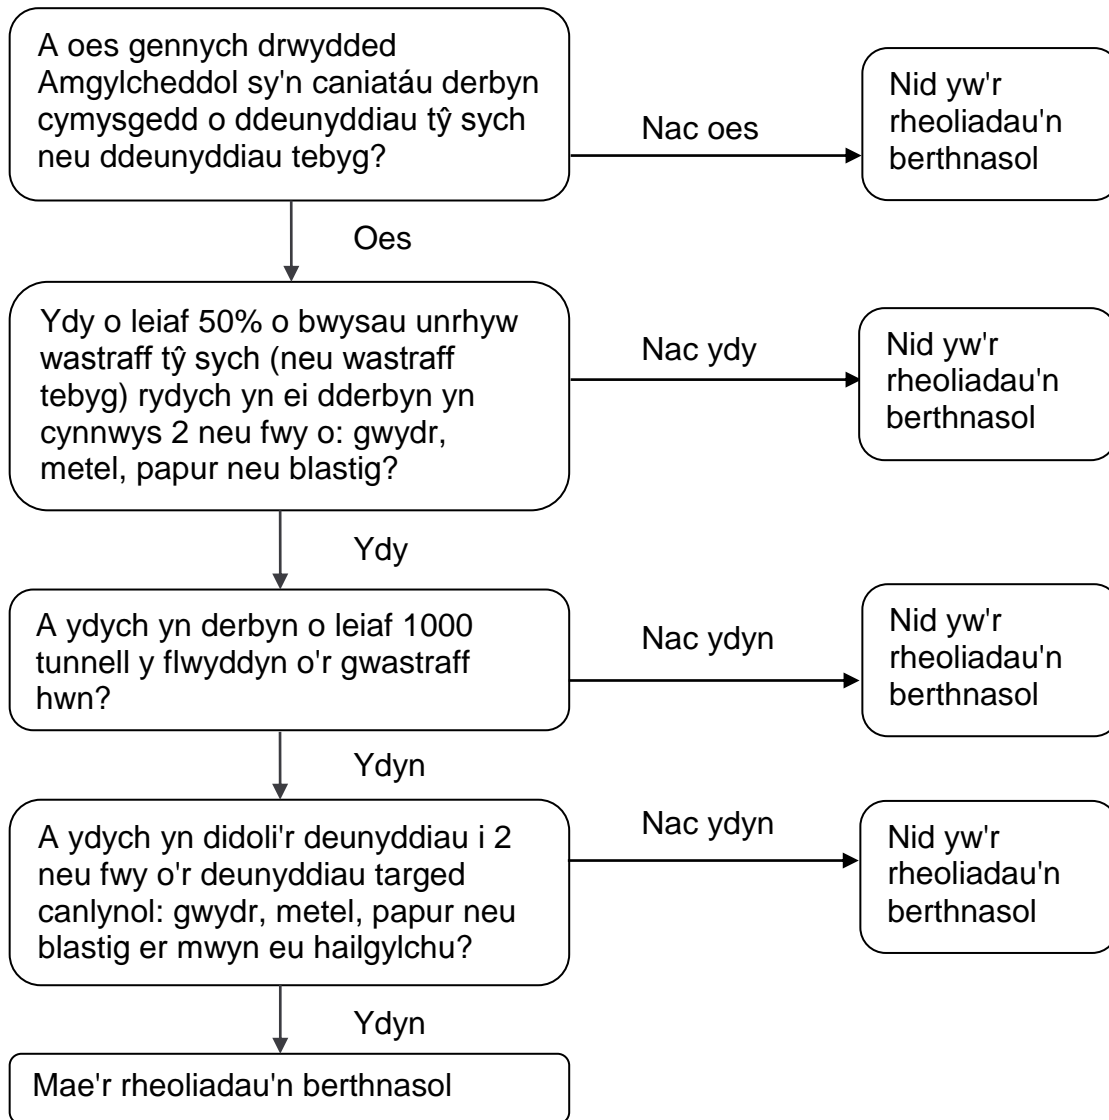 A oes gennych drwydded
Amgylcheddol sy'n caniatáu derbyn
cymysgedd o ddeunyddiau tŷ sych
neu ddeunyddiau tebyg?
Nac oes
Nid yw'r
rheoliadau'n
berthnasol
Oes
Ydy o leiaf 50% o bwysau unrhyw
wastraff tŷ sych (neu wastraff
tebyg) rydych yn ei dderbyn yn
cynnwys 2 neu fwy o: gwydr,
metel, papur neu blastig?
Nac ydy
Nid yw'r
rheoliadau'n
berthnasol
Ydy
A ydych yn derbyn o leiaf 1000
tunnell y flwyddyn o'r gwastraff
hwn?
Nac ydyn
Nid yw'r
rheoliadau'n
berthnasol
Ydyn
A ydych yn didoli'r deunyddiau i 2
neu fwy o'r deunyddiau targed
canlynol: gwydr, metel, papur neu
blastig er mwyn eu hailgylchu?
Nac ydyn
Nid yw'r
rheoliadau'n
berthnasol
Ydyn
Mae'r rheoliadau'n berthnasol